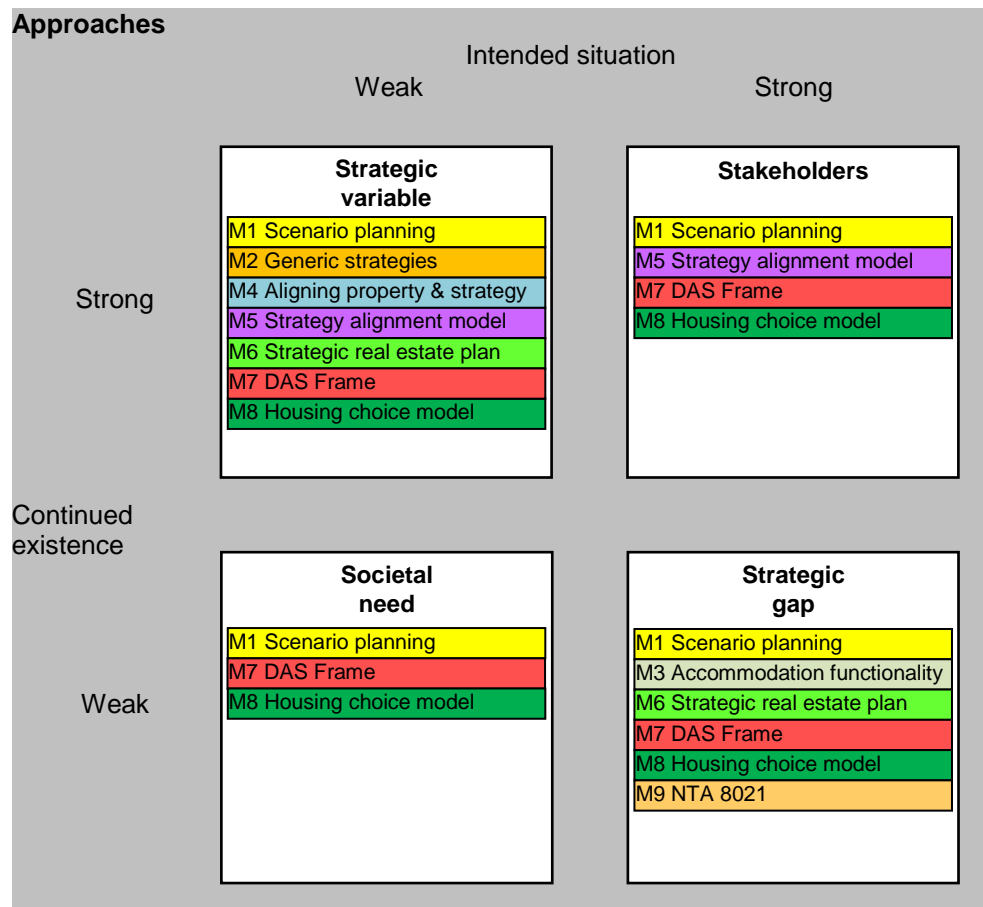 Approaches
Intended situation
Weak
Strong
Strong
Strategic
variable
M1 Scenario planning
M2 Generic strategies
M4 Aligning property & strategy
M5 Strategy alignment model
M6 Strategic real estate plan
M7 DAS Frame
M8 Housing choice model
Stakeholders
M1 Scenario planning
M5 Strategy alignment model
M7 DAS Frame
M8 Housing choice model
Continued
existence
Weak
Societal
need
M1 Scenario planning
M7 DAS Frame
M8 Housing choice model
Strategic
gap
M1 Scenario planning
M3 Accommodation functionality
M6 Strategic real estate plan
M7 DAS Frame
M8 Housing choice model
M9 NTA 8021